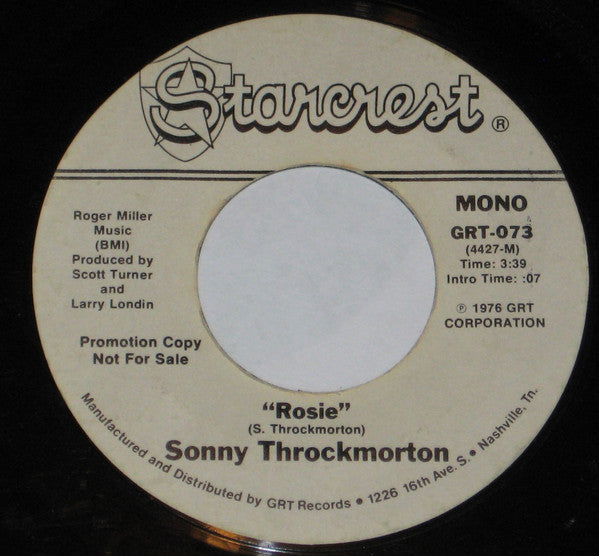 Starcrest ®
Roger Miller
Music
(BMI)
Produced by
Scott Turner
and
Larry Londin
Promotion Copy
Not For Sale
MONO
GRT-073
(4427-M)
Time: 3:39
Intro Time: :07
℗ 1976 GRT
CORPORATION
"Rosie"
(S. Throckmorton)
Sonny Throckmorton
Manufactured and Distributed by GRT Records • 1226 16th Ave. S. • Nashville, Tn.